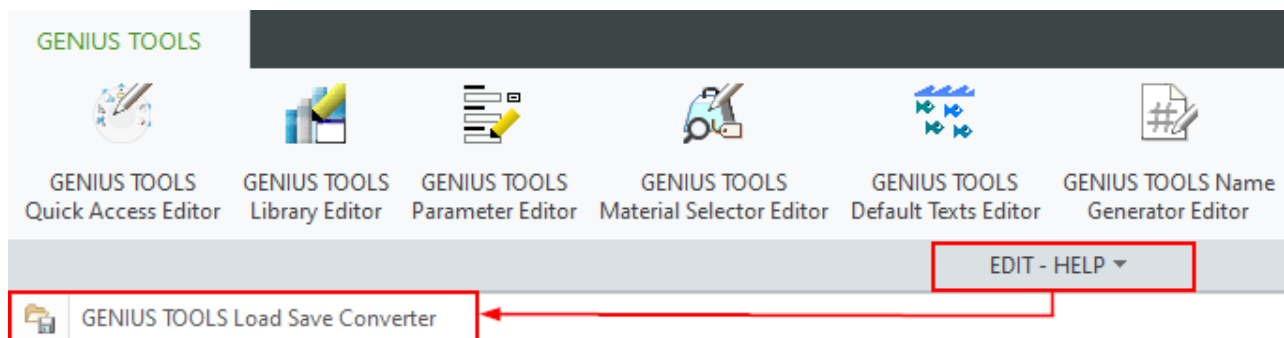 GENIUS TOOLS
GENIUS TOOLS
Quick Access Editor
GENIUS TOOLS
Library Editor
GENIUS TOOLS
Parameter Editor
GENIUS TOOLS
Material Selector Editor
GENIUS TOOLS
Default Texts Editor
GENIUS TOOLS Name
Generator Editor
EDIT - HELP
GENIUS TOOLS Load Save Converter